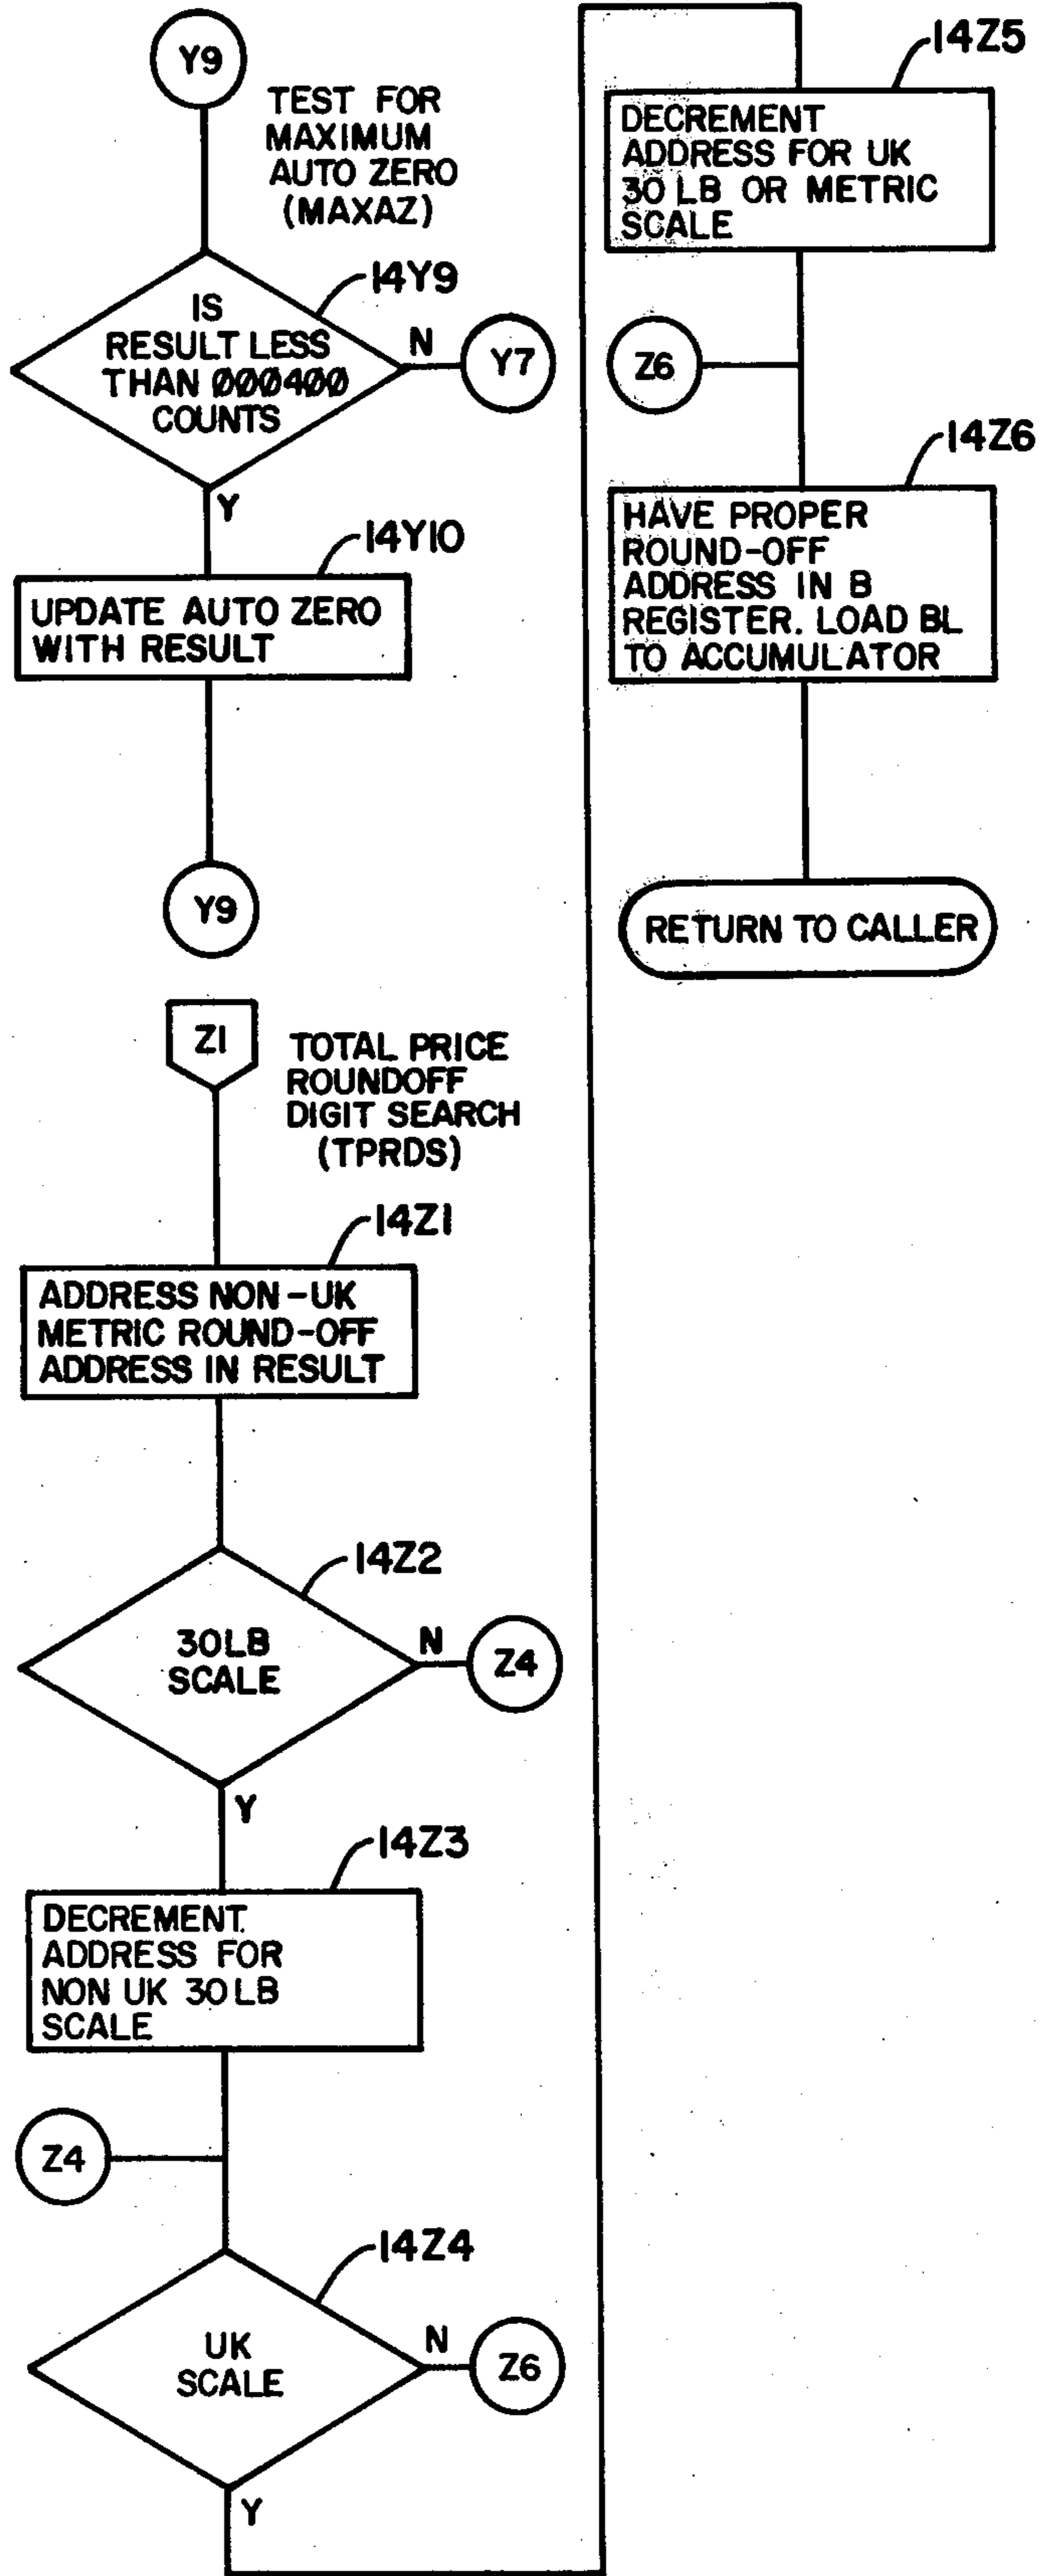 Y9
TEST FOR
MAXIMUM
AUTO ZERO
(MAXAZ)
14Y9
IS
RESULT LESS
THAN 000400
COUNTS
N
Y7
Y
14Y10
UPDATE AUTO ZERO
WITH RESULT
Y9
Z1
TOTAL PRICE
ROUNDOFF
DIGIT SEARCH
(TPRDS)
14Z1
ADDRESS NON-UK
METRIC ROUND-OFF
ADDRESS IN RESULT
14Z2
30LB
SCALE
N
Z4
Y
14Z3
DECREMENT
ADDRESS FOR
NON UK 30LB
SCALE
Z4
14Z4
UK
SCALE
N
Z6
Y
14Z5
DECREMENT
ADDRESS FOR UK
30 LB OR METRIC
SCALE
Z6
14Z6
HAVE PROPER
ROUND-OFF
ADDRESS IN B
REGISTER. LOAD BL
TO ACCUMULATOR
RETURN TO CALLER